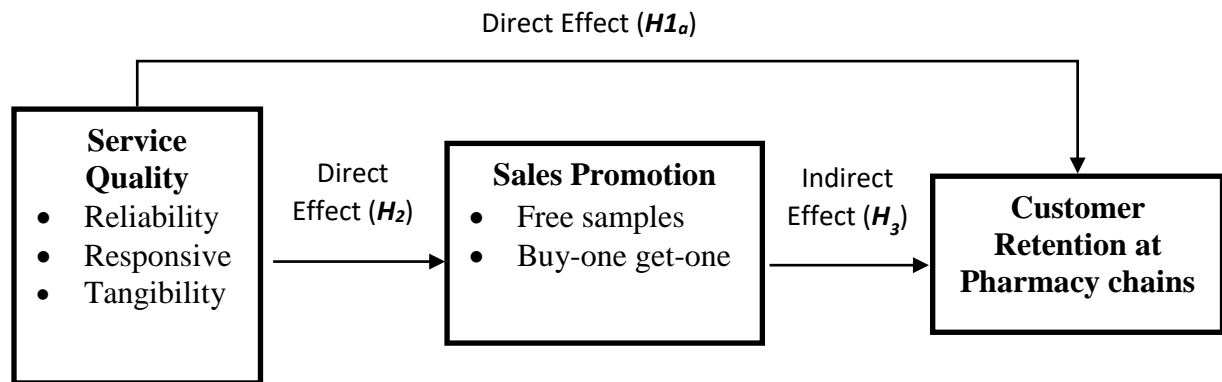 Direct Effect (H1a)
Service
Quality
• Reliability
• Responsive
• Tangibility
Direct
Effect (H2)
Sales Promotion
• Free samples
• Buy-one get-one
Indirect
Effect (H3)
Customer
Retention at
Pharmacy chains